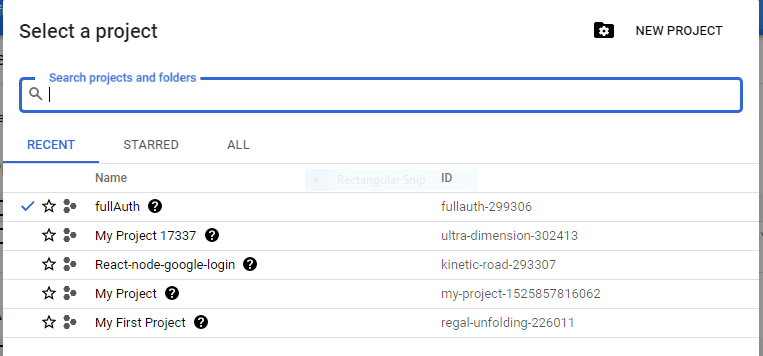 Select a project
NEW PROJECT
Search projects and folders
RECENT STARRED ALL
Name ID
Rectangular Snip
fullAuth fullauth-299306
My Project 17337 ultra-dimension-302413
React-node-google-login kinetic-road-293307
My Project my-project-1525857816062
My First Project regal-unfolding-226011